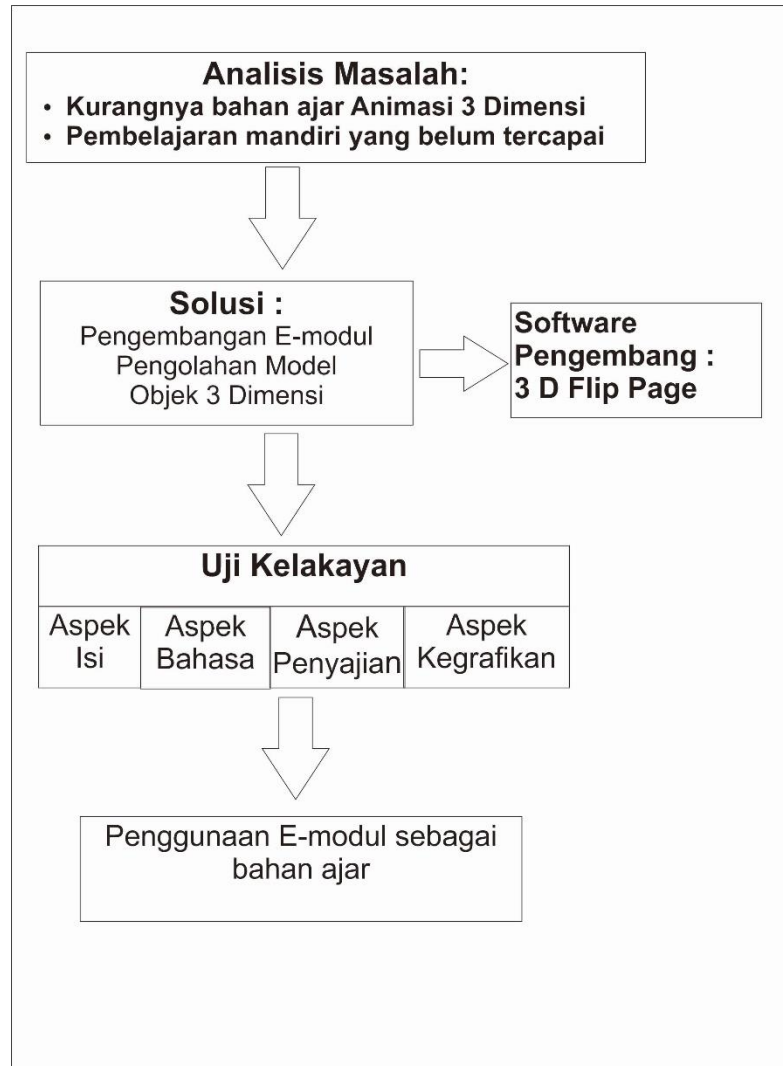 Analisis Masalah:
• Kurangnya bahan ajar Animasi 3 Dimensi
• Pembelajaran mandiri yang belum tercapai
Solusi :
Pengembangan E-modul
Pengolahan Model
Objek 3 Dimensi
Software
Pengembang :
3 D Flip Page
Uji Kelakayan
Aspek
Isi
Aspek
Bahasa
Aspek
Penyajian
Aspek
Kegrafikan
Penggunaan E-modul sebagai
bahan ajar